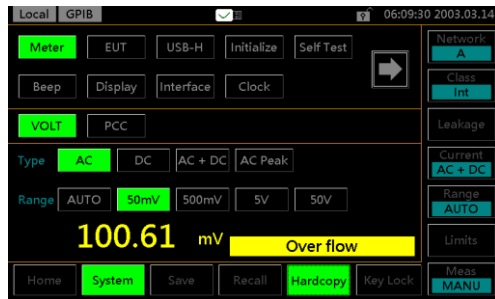 Local GPIB 06:09:30 2003.03.14
Meter EUT USB-H Initialize Self Test
Beep Display Interface Clock
VOLT PCC
Type AC DC AC + DC AC Peak
Range AUTO 50mV 500mV 5V 50V
100.61 mV Over flow
Home System Save Recall Hardcopy Key Lock
Network
A
Class
Int
Leakage
Current
AC + DC
Range
AUTO
Limits
Meas
MANU